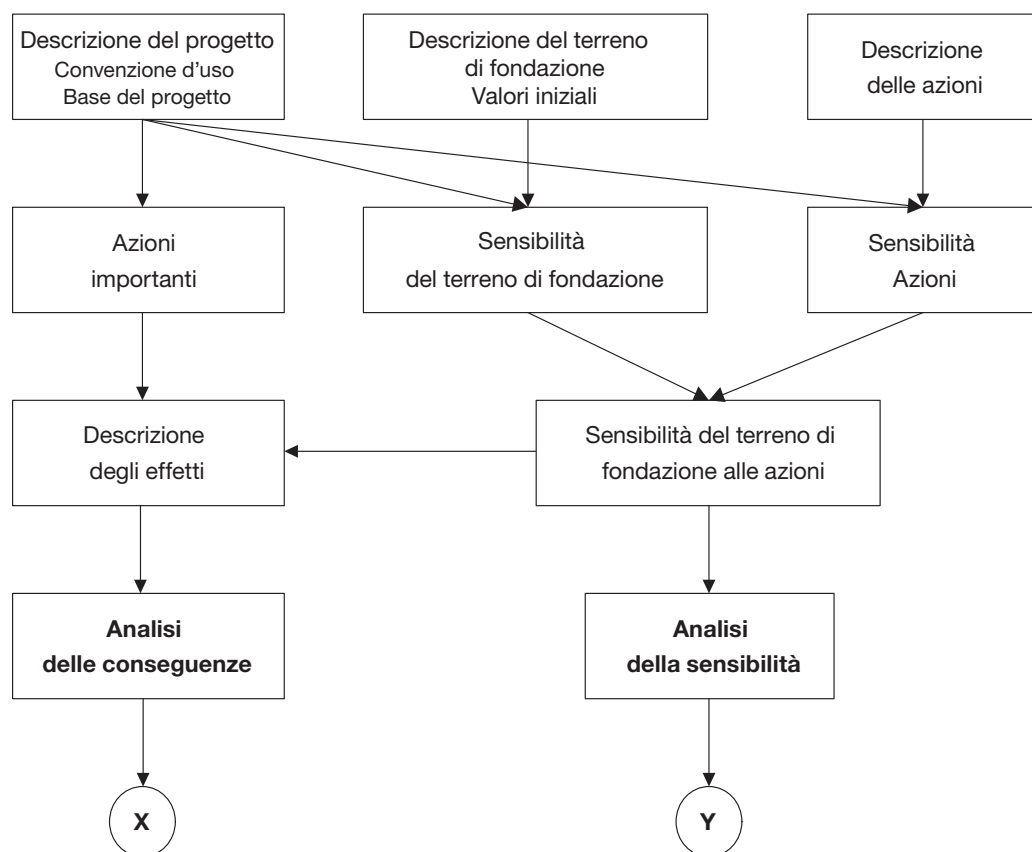 Descrizione del progetto
Convenzione d'uso
Base del progetto
Descrizione del terreno
di fondazione
Valori iniziali
Descrizione
delle azioni
Azioni
importanti
Sensibilità
del terreno di fondazione
Sensibilità
Azioni
Descrizione
degli effetti
Sensibilità del terreno di
fondazione alle azioni
Analisi
delle conseguenze
Analisi
della sensibilità
X
Y